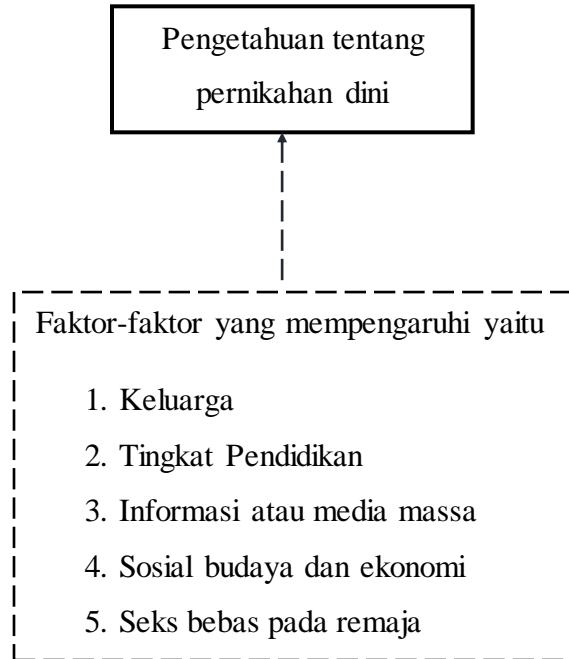 Pengetahuan tentang
pernikahan dini
Faktor-faktor yang mempengaruhi yaitu
1. Keluarga
2. Tingkat Pendidikan
3. Informasi atau media massa
4. Sosial budaya dan ekonomi
5. Seks bebas pada remaja